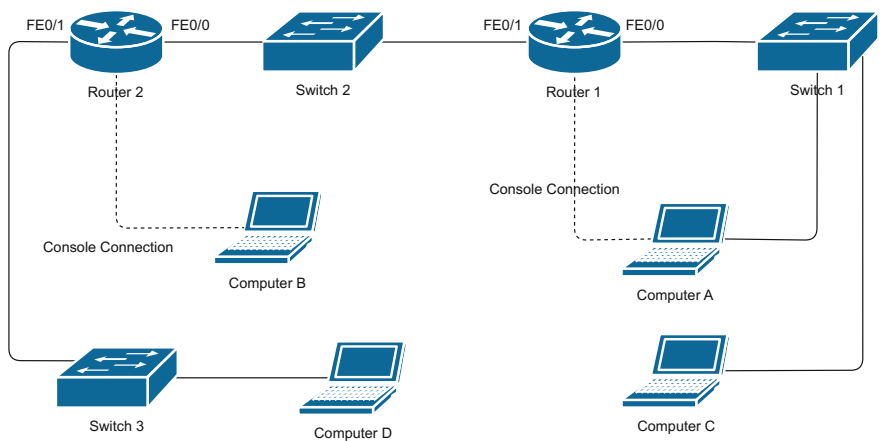 FE0/1
FE0/0
FE0/1
FE0/0
Router 2
Switch 2
Router 1
Switch 1
Console Connection
Console Connection
Computer B
Computer A
Switch 3
Computer D
Computer C